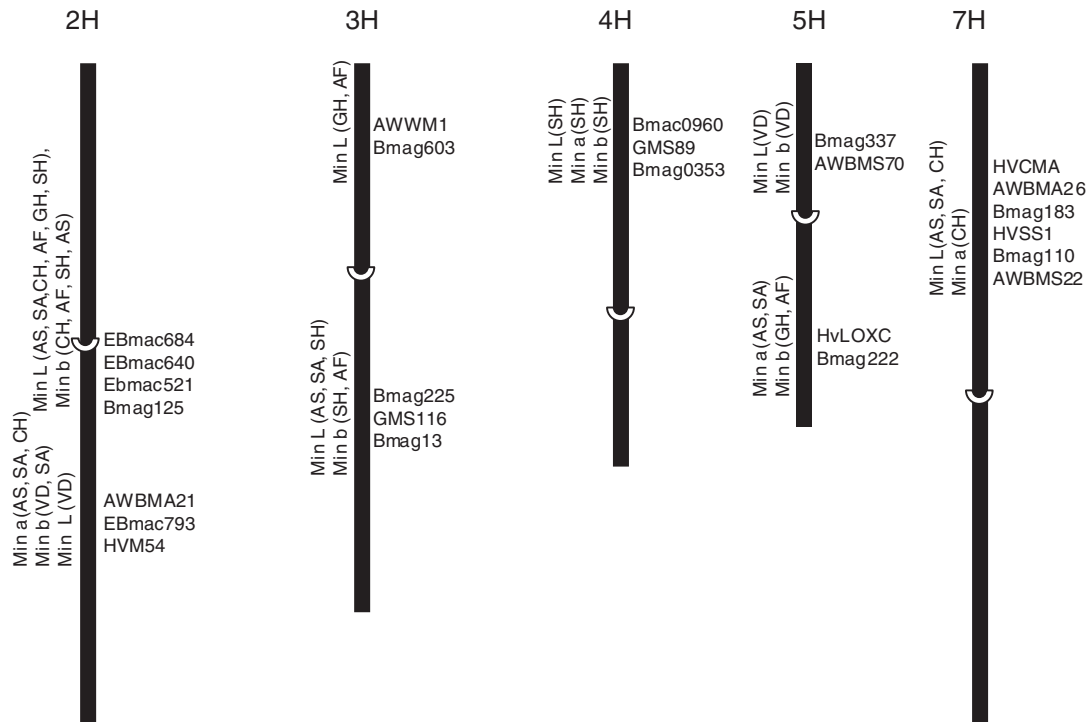 2H
3H
4H
5H
7H
Min L (AS, SA,CH, AF, GH, SH),
Min b (CH, AF, SH, AS)
EBmac684
EBmac640
Ebmac521
Bmag125
Min a (AS, SA, CH)
Min b (VD, SA)
Min L (VD)
AWBMA21
EBmac793
HVM54
Min L (GH, AF)
AWWM1
Bmag603
Min L (AS, SA, SH)
Min b (SH, AF)
Bmag225
GMS116
Bmag13
Min L(SH)
Min a(SH)
Min b(SH)
Bmac0960
GMS89
Bmag0353
Min L(VD)
Min b(VD)
Bmag337
AWBMS70
Min a(AS, SA)
Min b(GH, AF)
HvLOXC
Bmag222
Min L(AS, SA, CH)
Min a(CH)
HVCMA
AWBMA26
Bmag183
HVSS1
Bmag110
AWBMS22